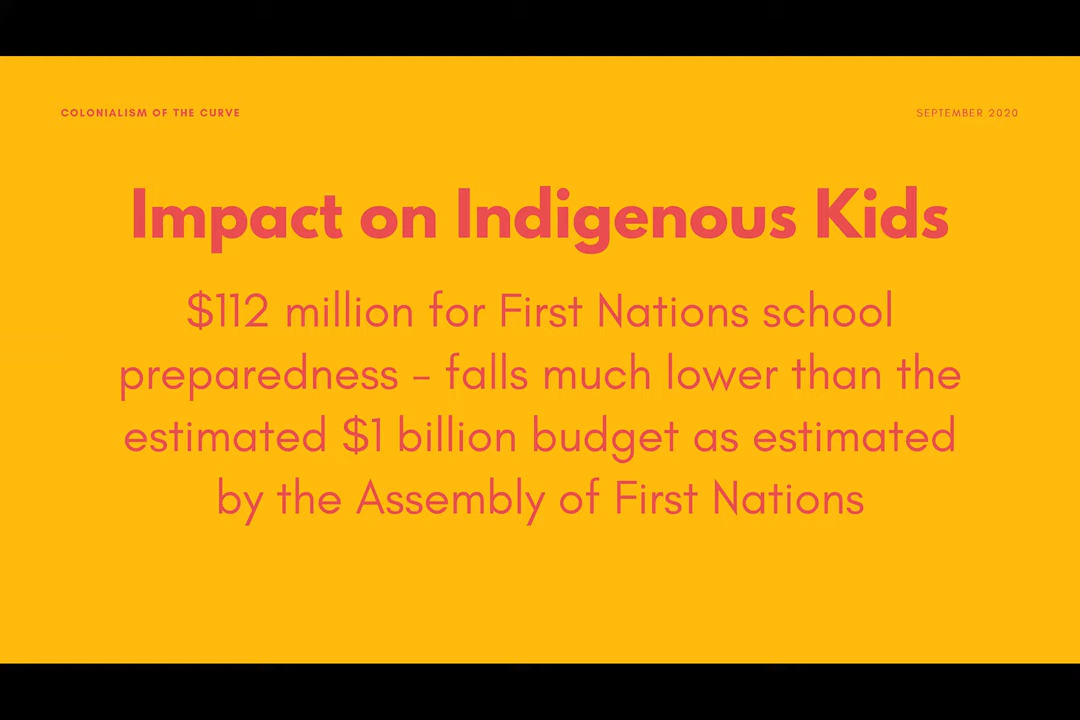 COLONIALISM OF THE CURVE
SEPTEMBER 2020
Impact on Indigenous Kids
$112 million for First Nations school
preparedness - falls much lower than the
estimated $1 billion budget as estimated
by the Assembly of First Nations